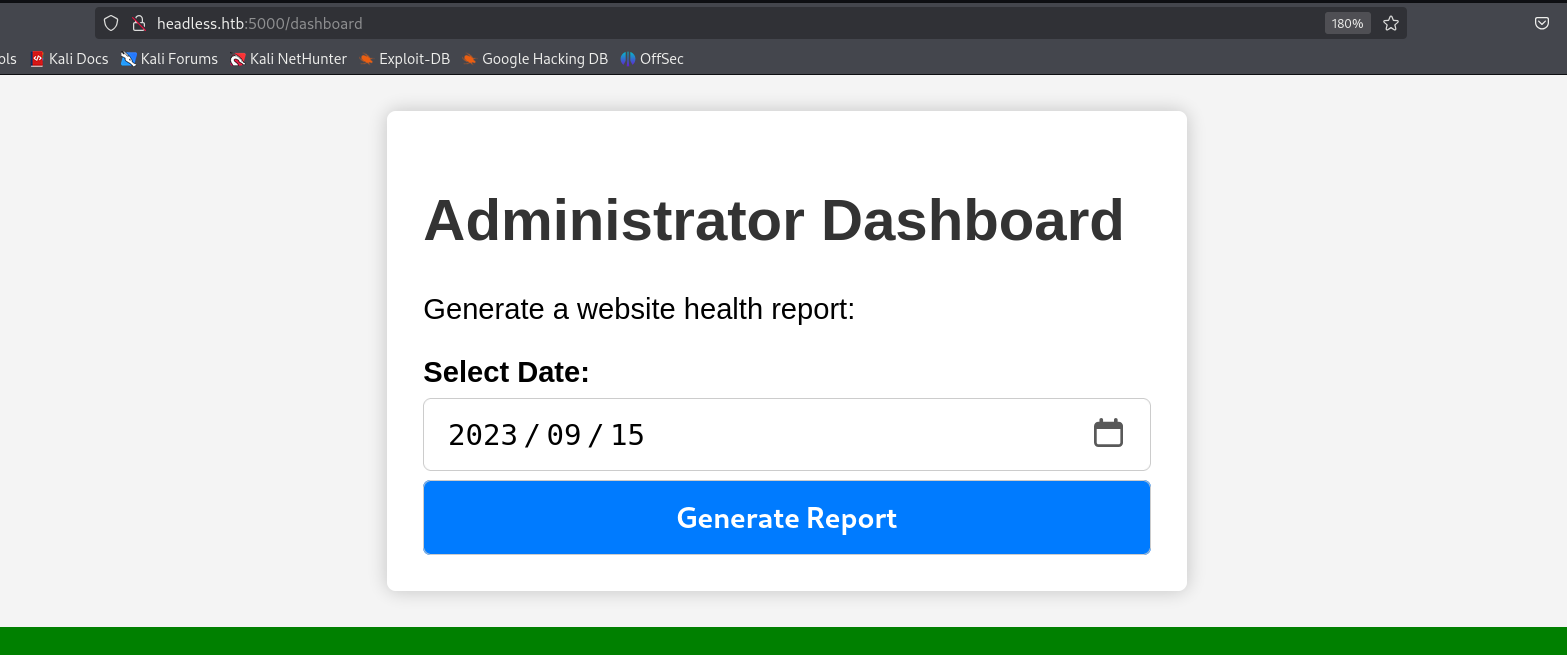 headless.htb:5000/dashboard 180%
ols Kali Docs Kali Forums Kali NetHunter Exploit-DB Google Hacking DB OffSec
Administrator Dashboard
Generate a website health report:
Select Date:
2023 / 09 / 15
Generate Report